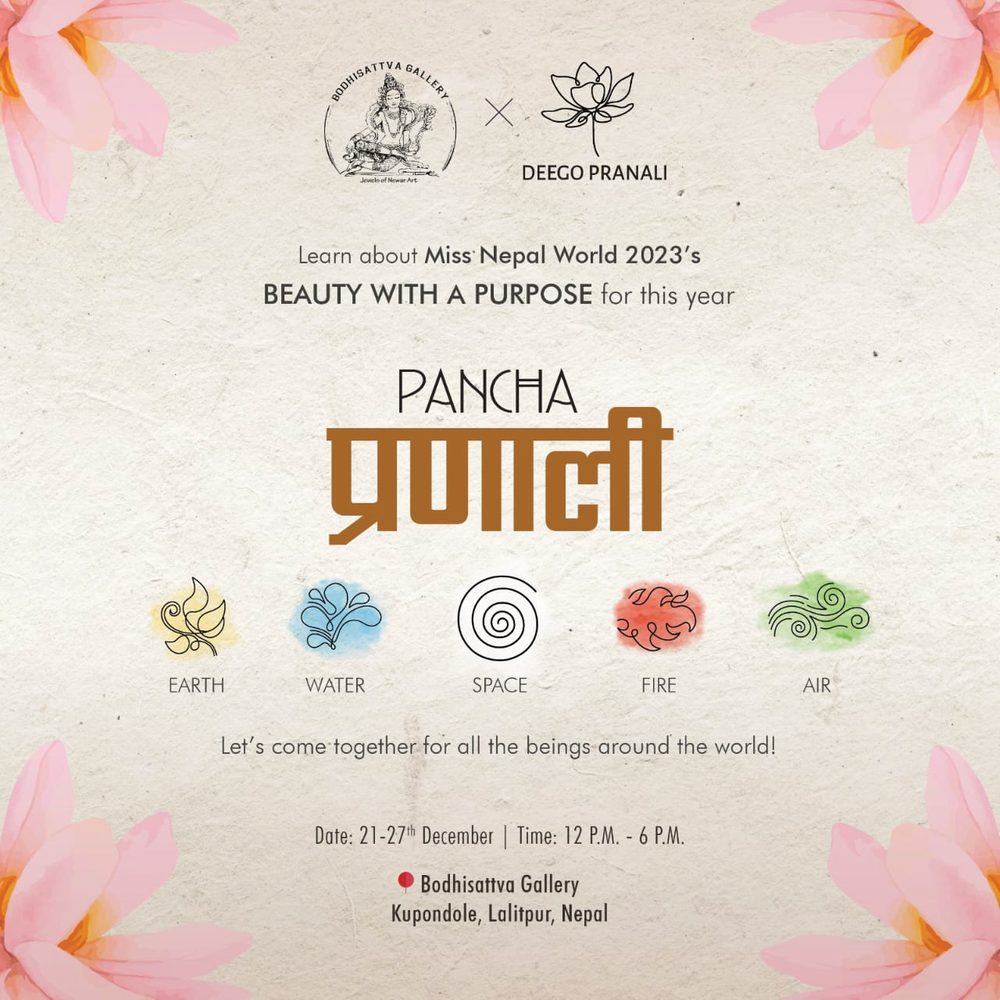 BODHISATTVA GALLERY
Jewels of Newar Art
×
DEEGO PRANALI
Learn about Miss Nepal World 2023's
BEAUTY WITH A PURPOSE for this year
PANCHA
प्रणाली
EARTH WATER SPACE FIRE AIR
Let's come together for all the beings around the world!
Date: 21-27th December | Time: 12 P.M. - 6 P.M.
Bodhisattva Gallery
Kupondole, Lalitpur, Nepal